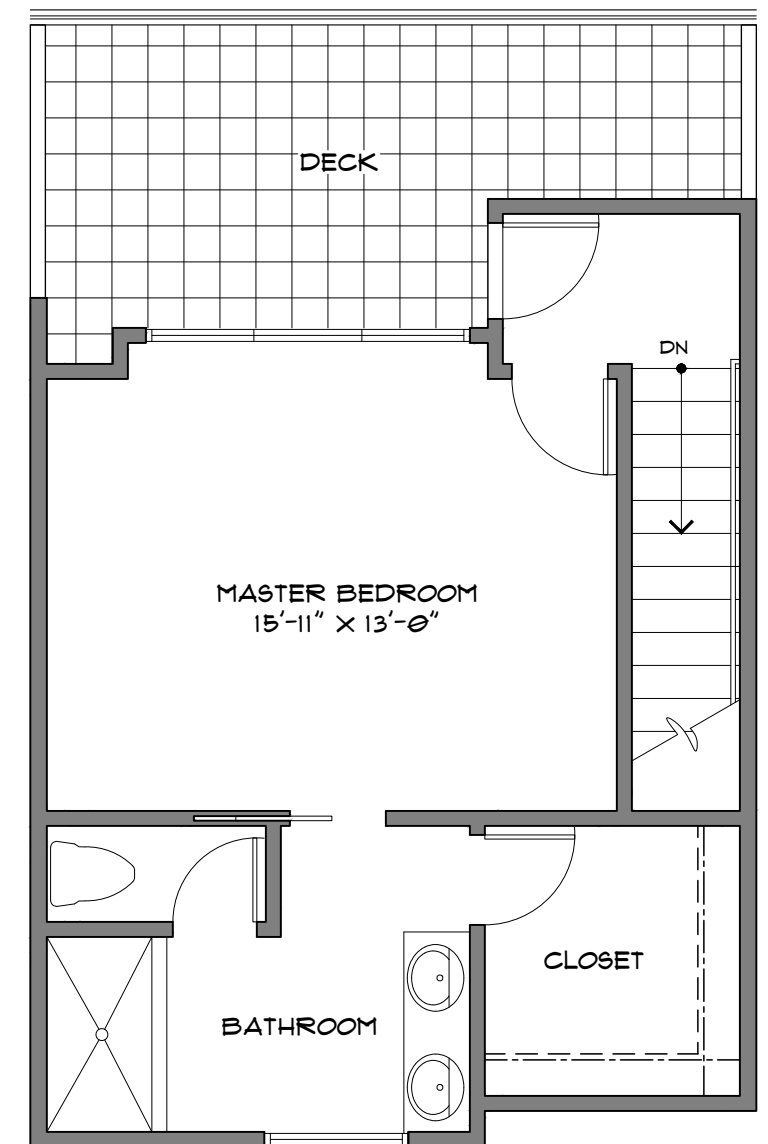 DECK
DN
MASTER BEDROOM
15'-11" X 13'-0"
CLOSET
BATHROOM